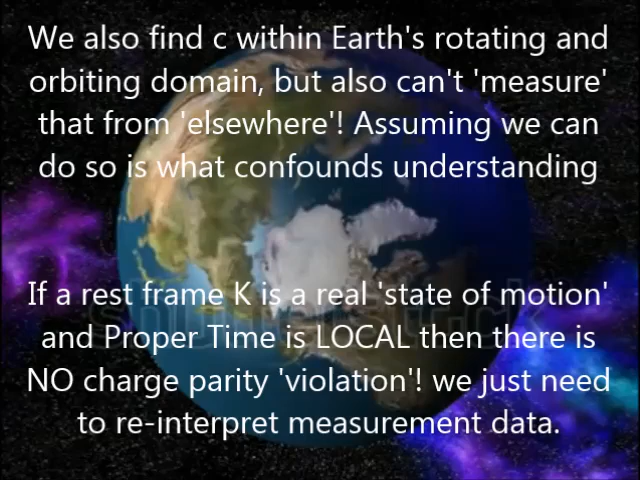 We also find c within Earth's rotating and
orbiting domain, but also can't 'measure'
that from 'elsewhere'! Assuming we can
do so is what confounds understanding
If a rest frame K is a real 'state of motion'
and Proper Time is LOCAL then there is
NO charge parity 'violation'! we just need
to re-interpret measurement data.